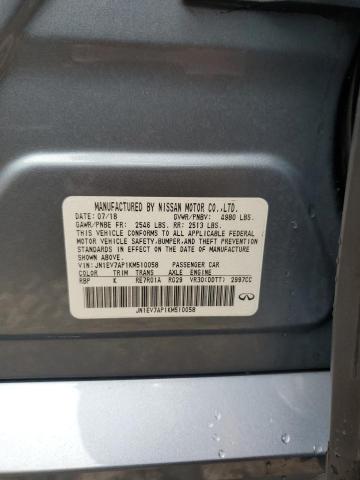 MANUFACTURED BY NISSAN MOTOR CO.,LTD.
DATE: 07/18 GVWR/PNBV: 4980 LBS.
GAWR/PNBE FR: 2546 LBS. RR: 2513 LBS.
THIS VEHICLE CONFORMS TO ALL APPLICABLE FEDERAL
MOTOR VEHICLE SAFETY,BUMPER,AND THEFT PREVENTION
STANDARDS IN EFFECT ON THE DATE OF MANUFACTURE
SHOWN ABOVE.
VIN: JN1EV7AP1KM510058 PASSENGER CAR
COLOR TRIM TRANS AXLE ENGINE
RBP K RE7R01A RG29 VR30(DDTT) 2997CC
JN1EV7AP1KM510058
INFINITI